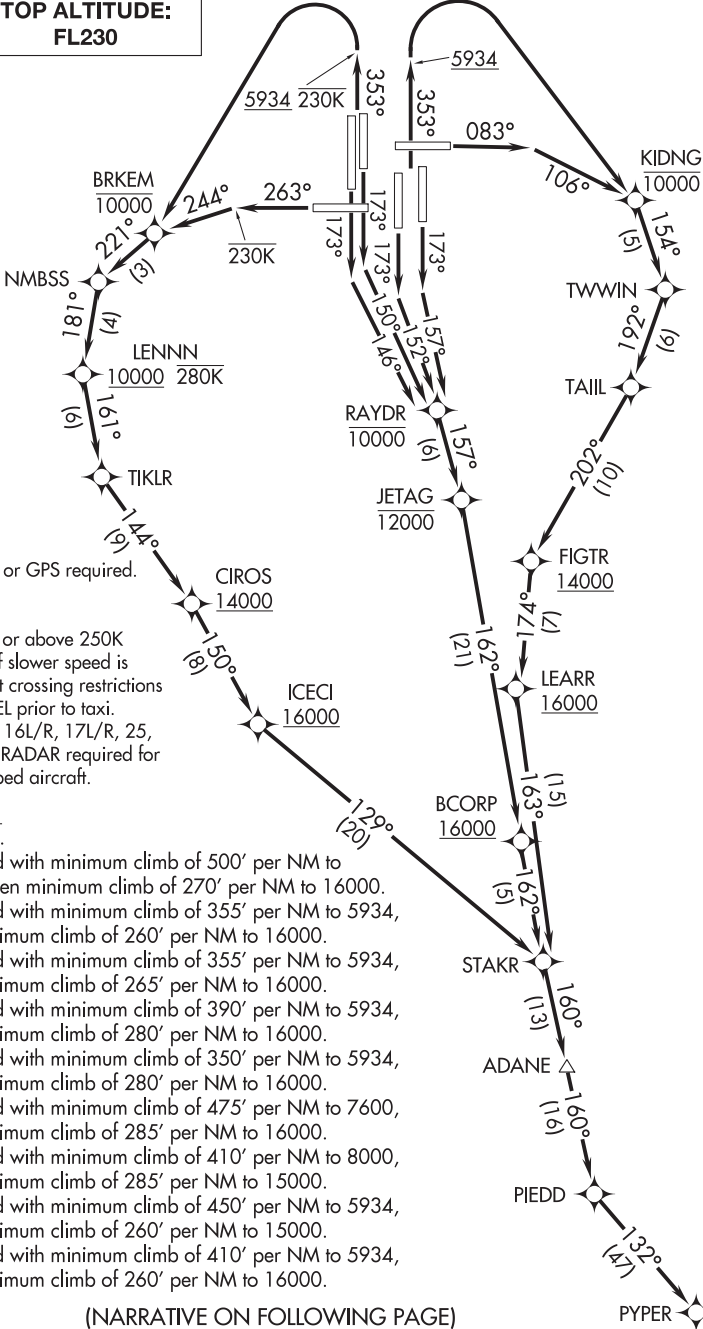 TOP ALTITUDE:
FL230
5934
230K
353°
5934
353°
083°
106°
KIDNG
10000
BRKEM
10000
244°
263°
230K
221°
(3)
NMBSS
173°
173°
173°
173°
154°
(5)
TWWIN
181°
(4)
LENNN
10000 280K
150°
146°
152°
157°
192°
(6)
TAIIL
RAYDR
10000
157°
(6)
161°
(6)
TIKLR
JETAG
12000
202°
(10)
144°
(9)
or GPS required.
CIROS
14000
FIGTR
14000
174°
(7)
or above 250K
f slower speed is
t crossing restrictions
EL prior to taxi.
16L/R, 17L/R, 25,
RADAR required for
ped aircraft.
150°
(8)
ICECI
16000
162°
(21)
LEARR
16000
163°
(15)
129°
(20)
BCORP
16000
162°
(5)
d with minimum climb of 500' per NM to
en minimum climb of 270' per NM to 16000.
d with minimum climb of 355' per NM to 5934,
nimum climb of 260' per NM to 16000.
d with minimum climb of 355' per NM to 5934,
nimum climb of 265' per NM to 16000.
d with minimum climb of 390' per NM to 5934,
nimum climb of 280' per NM to 16000.
d with minimum climb of 350' per NM to 5934,
nimum climb of 280' per NM to 16000.
d with minimum climb of 475' per NM to 7600,
nimum climb of 285' per NM to 16000.
d with minimum climb of 410' per NM to 8000,
nimum climb of 285' per NM to 15000.
d with minimum climb of 450' per NM to 5934,
nimum climb of 260' per NM to 15000.
d with minimum climb of 410' per NM to 5934,
nimum climb of 260' per NM to 16000.
STAKR
160°
(13)
ADANE
160°
(16)
PIEDD
132°
(47)
PYPER
(NARRATIVE ON FOLLOWING PAGE)